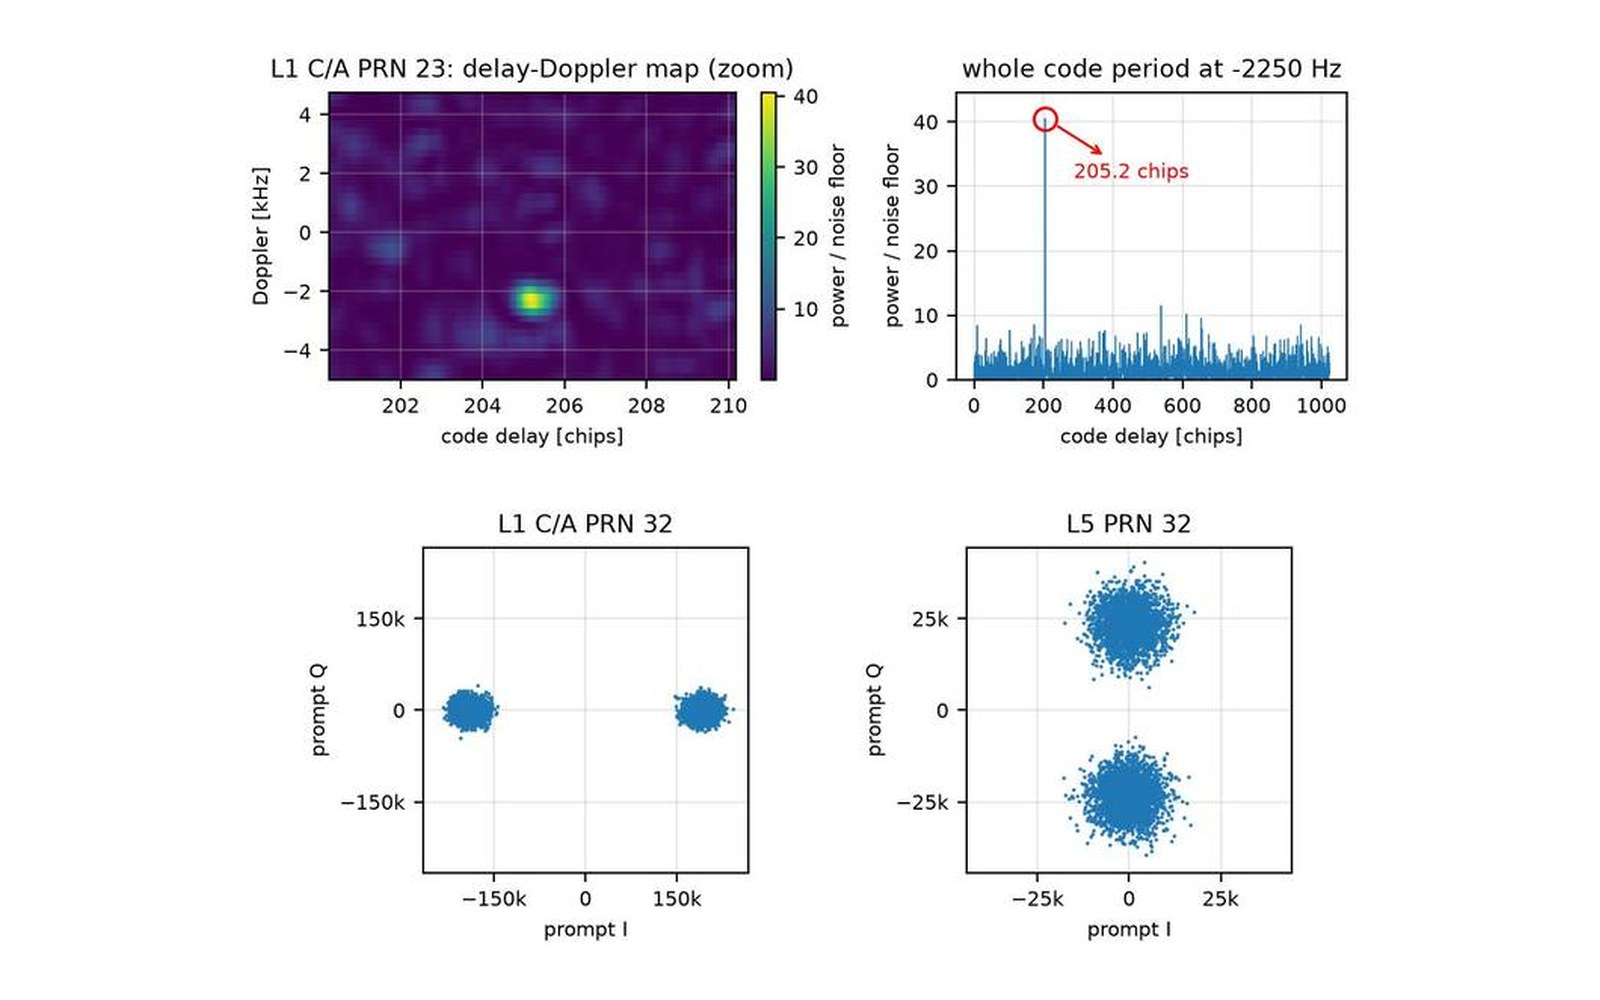 L1 C/A PRN 23: delay-Doppler map (zoom)
4
2
0
−2
−4
Doppler [kHz]
202 204 206 208 210
code delay [chips]
40
30
20
10
power / noise floor
whole code period at -2250 Hz
40
30
20
10
0
power / noise floor
205.2 chips
0 200 400 600 800 1000
code delay [chips]
L1 C/A PRN 32
150k
0
−150k
prompt Q
−150k 0 150k
prompt I
L5 PRN 32
25k
0
−25k
prompt Q
−25k 0 25k
prompt I